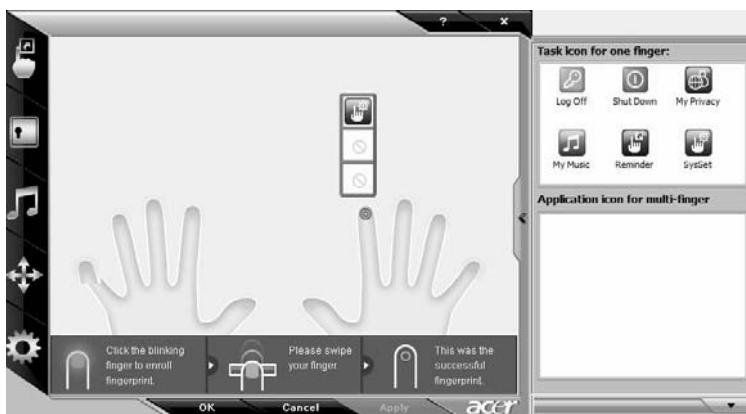 ? x
Task icon for one finger:
Log Off Shut Down My Privacy
My Music Reminder SysSet
Application icon for multi-finger
Click the blinking
finger to enroll
fingerprint.
Please swipe
your finger
This was the
successful
fingerprint.
OK Cancel Apply acer